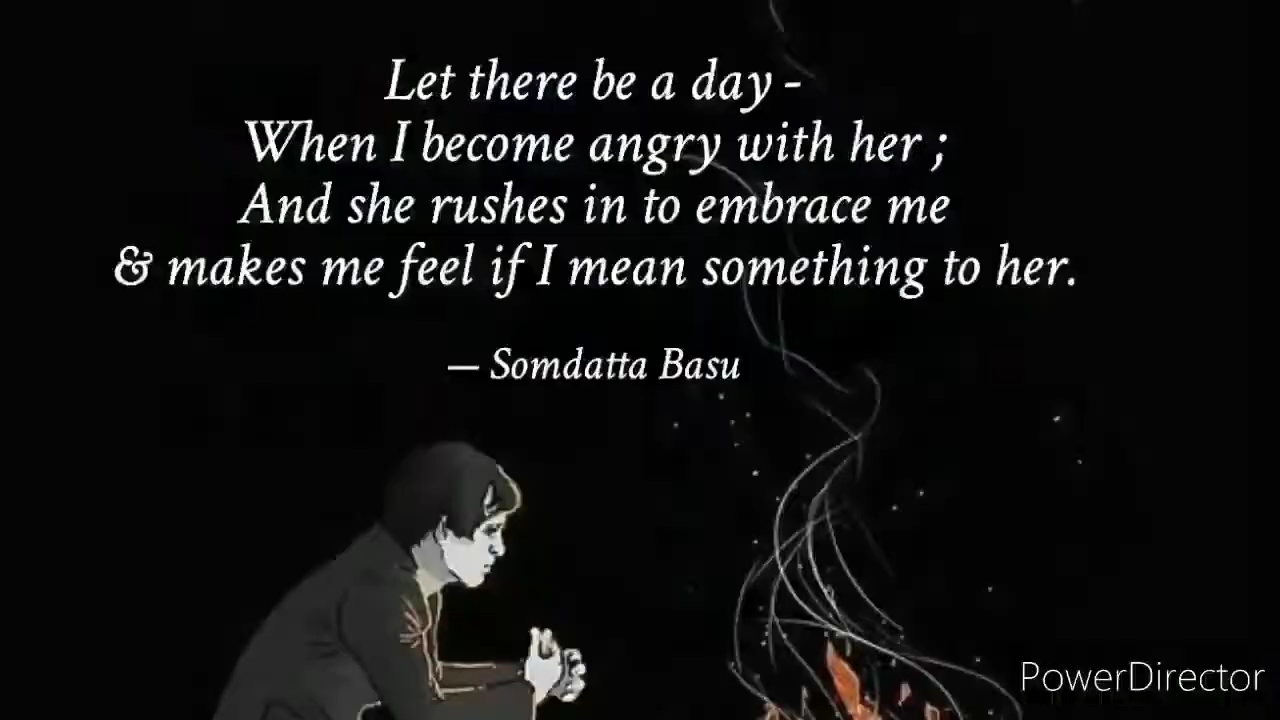 Let there be a day -
When I become angry with her ;
And she rushes in to embrace me
& makes me feel if I mean something to her.
— Somdatta Basu
PowerDirector